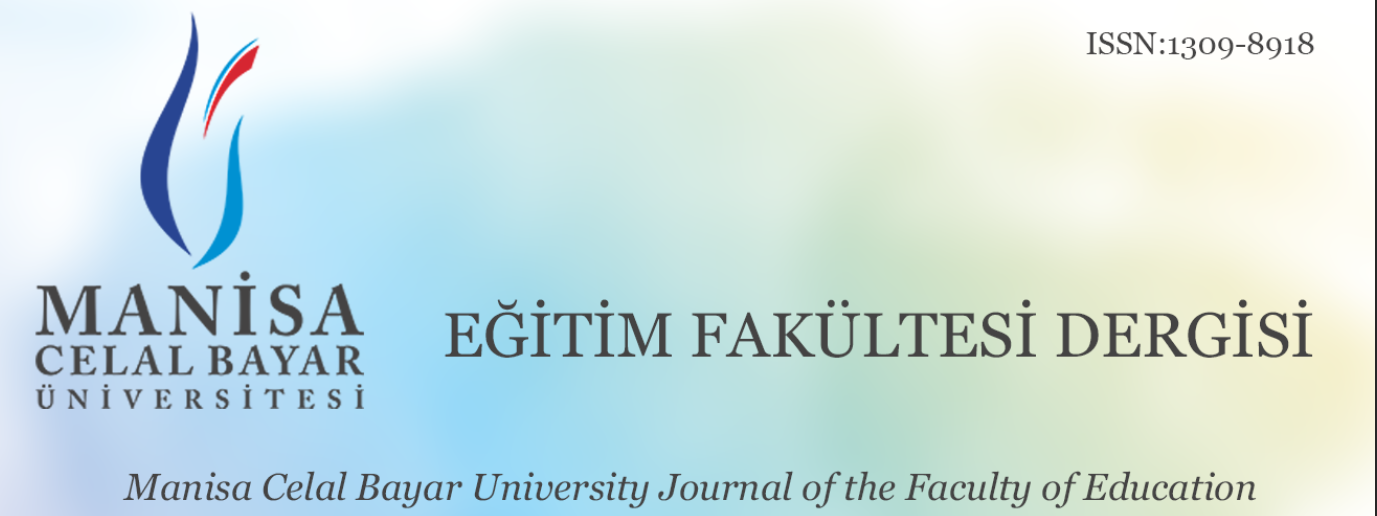 ISSN:1309-8918
MANİSA
CELAL BAYAR
ÜNİVERSİTESİ
EĞİTİM FAKÜLTESİ DERGİSİ
Manisa Celal Bayar University Journal of the Faculty of Education